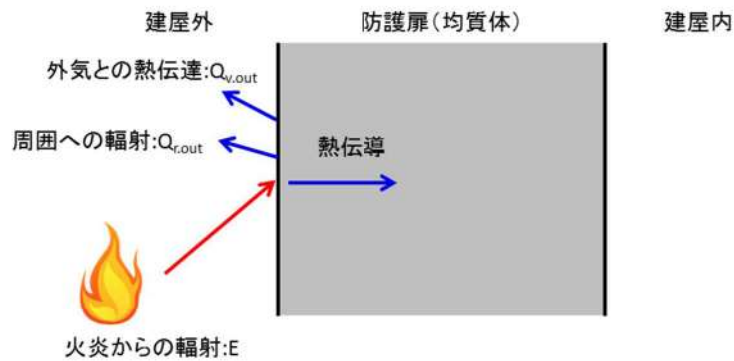 建屋外 防護扉(均質体) 建屋内
外気との熱伝達:Qv.out
周囲への輻射:Qr.out
熱伝導
火炎からの輻射:E